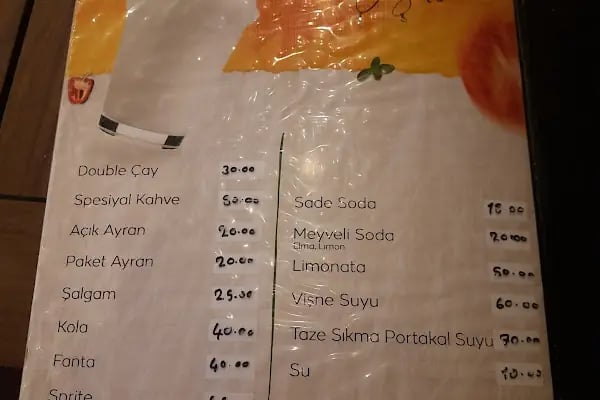 Double Çay 30.00
Spesiyal Kahve 50.00
Açık Ayran 20.00
Paket Ayran 20.00
Şalgam 25.00
Kola 40.00
Fanta 40.00
Sprite
Sade Soda 00
Meyveli Soda 20.00
Elma, Limon
Limonata 50.00
Vişne Suyu 60.00
Taze Sıkma Portakal Suyu 70.00
Su 10.00